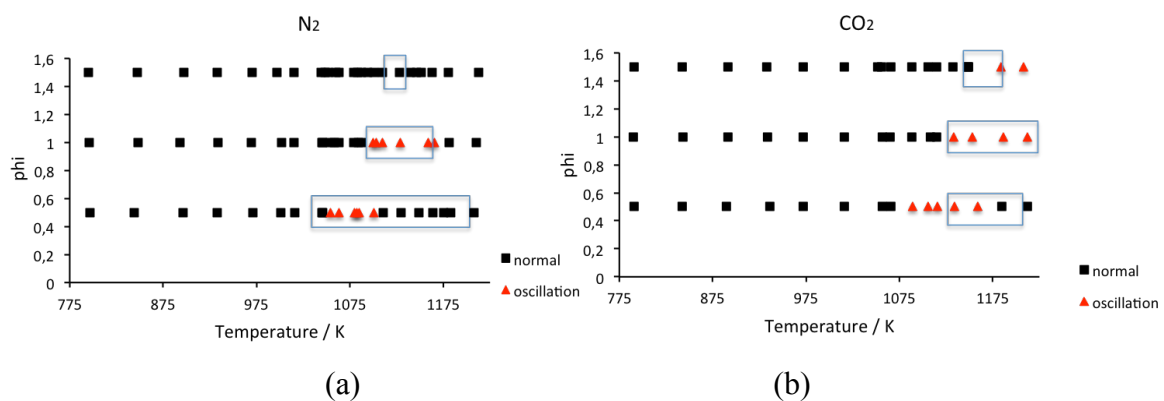 N2
1,6
1,4
1,2
1
0,8
0,6
0,4
0,2
0
phi
775
875
975
1075
1175
Temperature / K
normal
oscillation
(a)
CO2
1,6
1,4
1,2
1
0,8
0,6
0,4
0,2
0
phi
775
875
975
1075
1175
Temperature / K
normal
oscillation
(b)